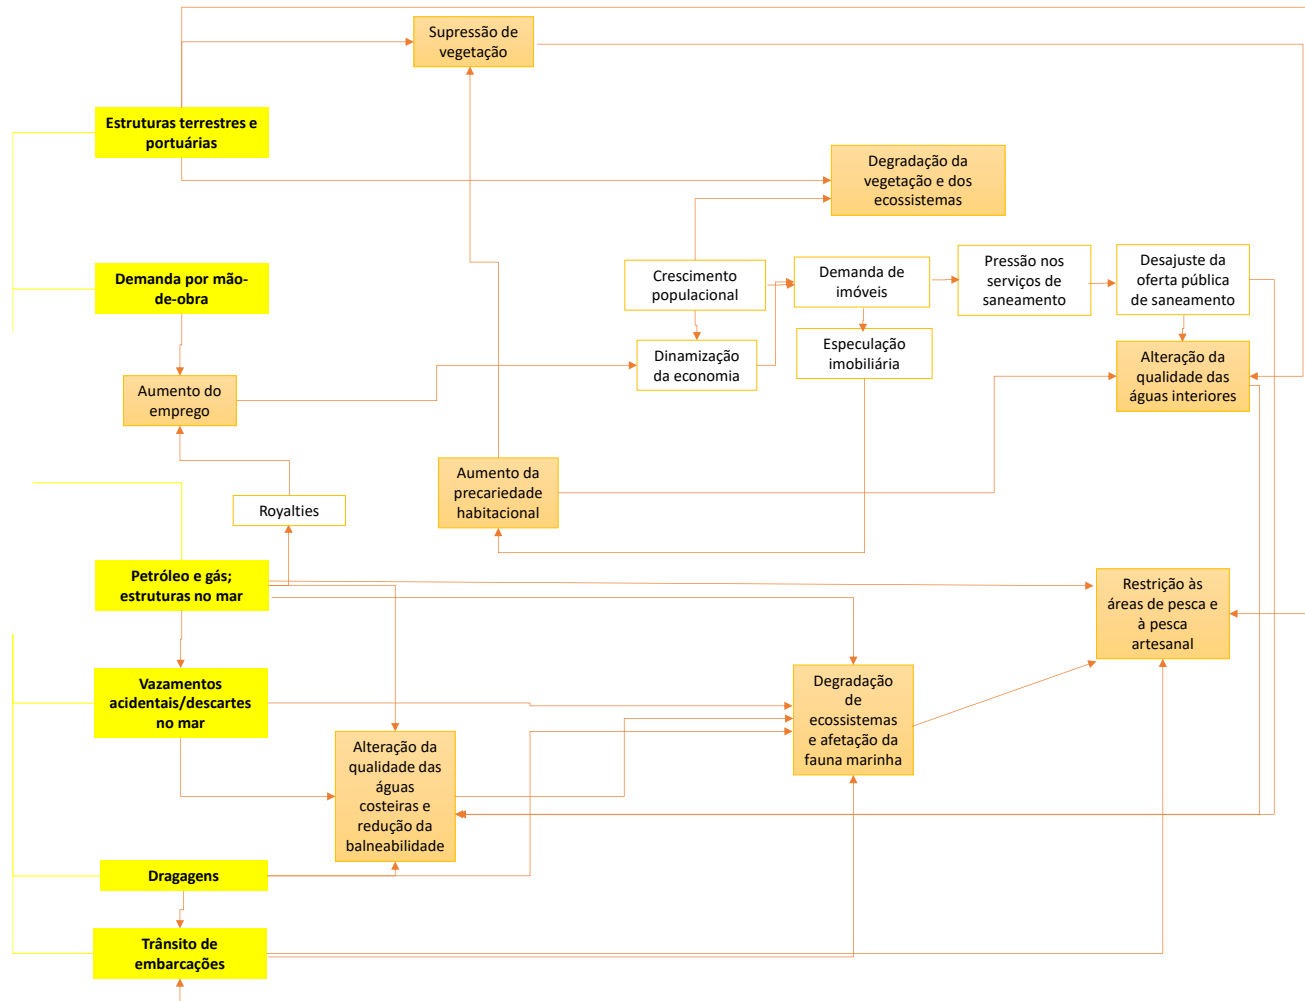 Supressão de
vegetação
Estruturas terrestres e
portuárias
Degradação da
vegetação e dos
ecossistemas
Demanda por mão-
de-obra
Crescimento
populacional
Demanda de
imóveis
Pressão nos
serviços de
saneamento
Desajuste da
oferta pública
de saneamento
Dinamização
da economia
Especulação
imobiliária
Alteração da
qualidade das
águas interiores
Aumento do
emprego
Aumento da
precariedade
habitacional
Royalties
Petróleo e gás;
estruturas no mar
Restrição às
áreas de pesca e
à pesca
artesanal
Vazamentos
acidentais/descartes
no mar
Degradação
de
ecossistemas
e afetação da
fauna marinha
Alteração da
qualidade das
águas
costeiras e
redução da
balneabilidade
Dragagens
Trânsito de
embarcações